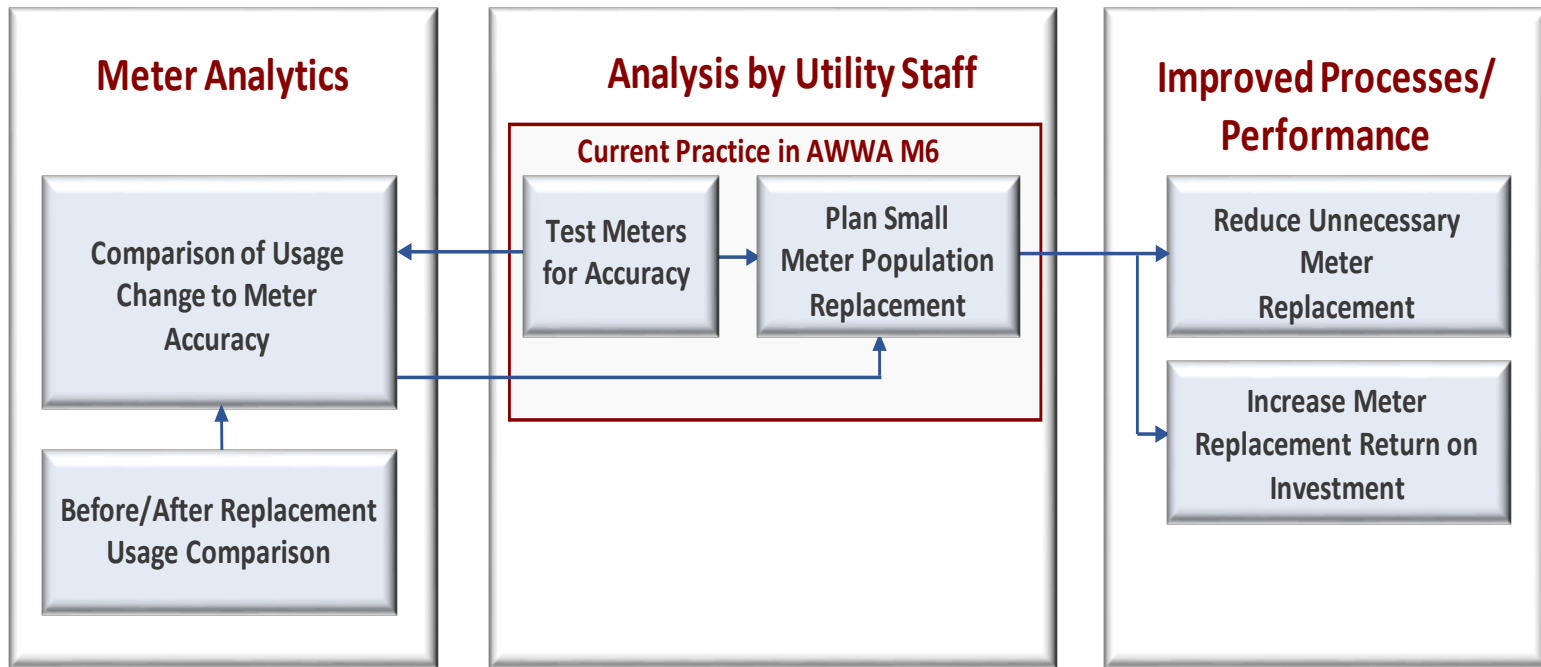 Meter Analytics
Comparison of Usage
Change to Meter
Accuracy
Before/After Replacement
Usage Comparison
Analysis by Utility Staff
Current Practice in AWWA M6
Test Meters
for Accuracy
Plan Small
Meter Population
Replacement
Improved Processes/
Performance
Reduce Unnecessary
Meter
Replacement
Increase Meter
Replacement Return on
Investment